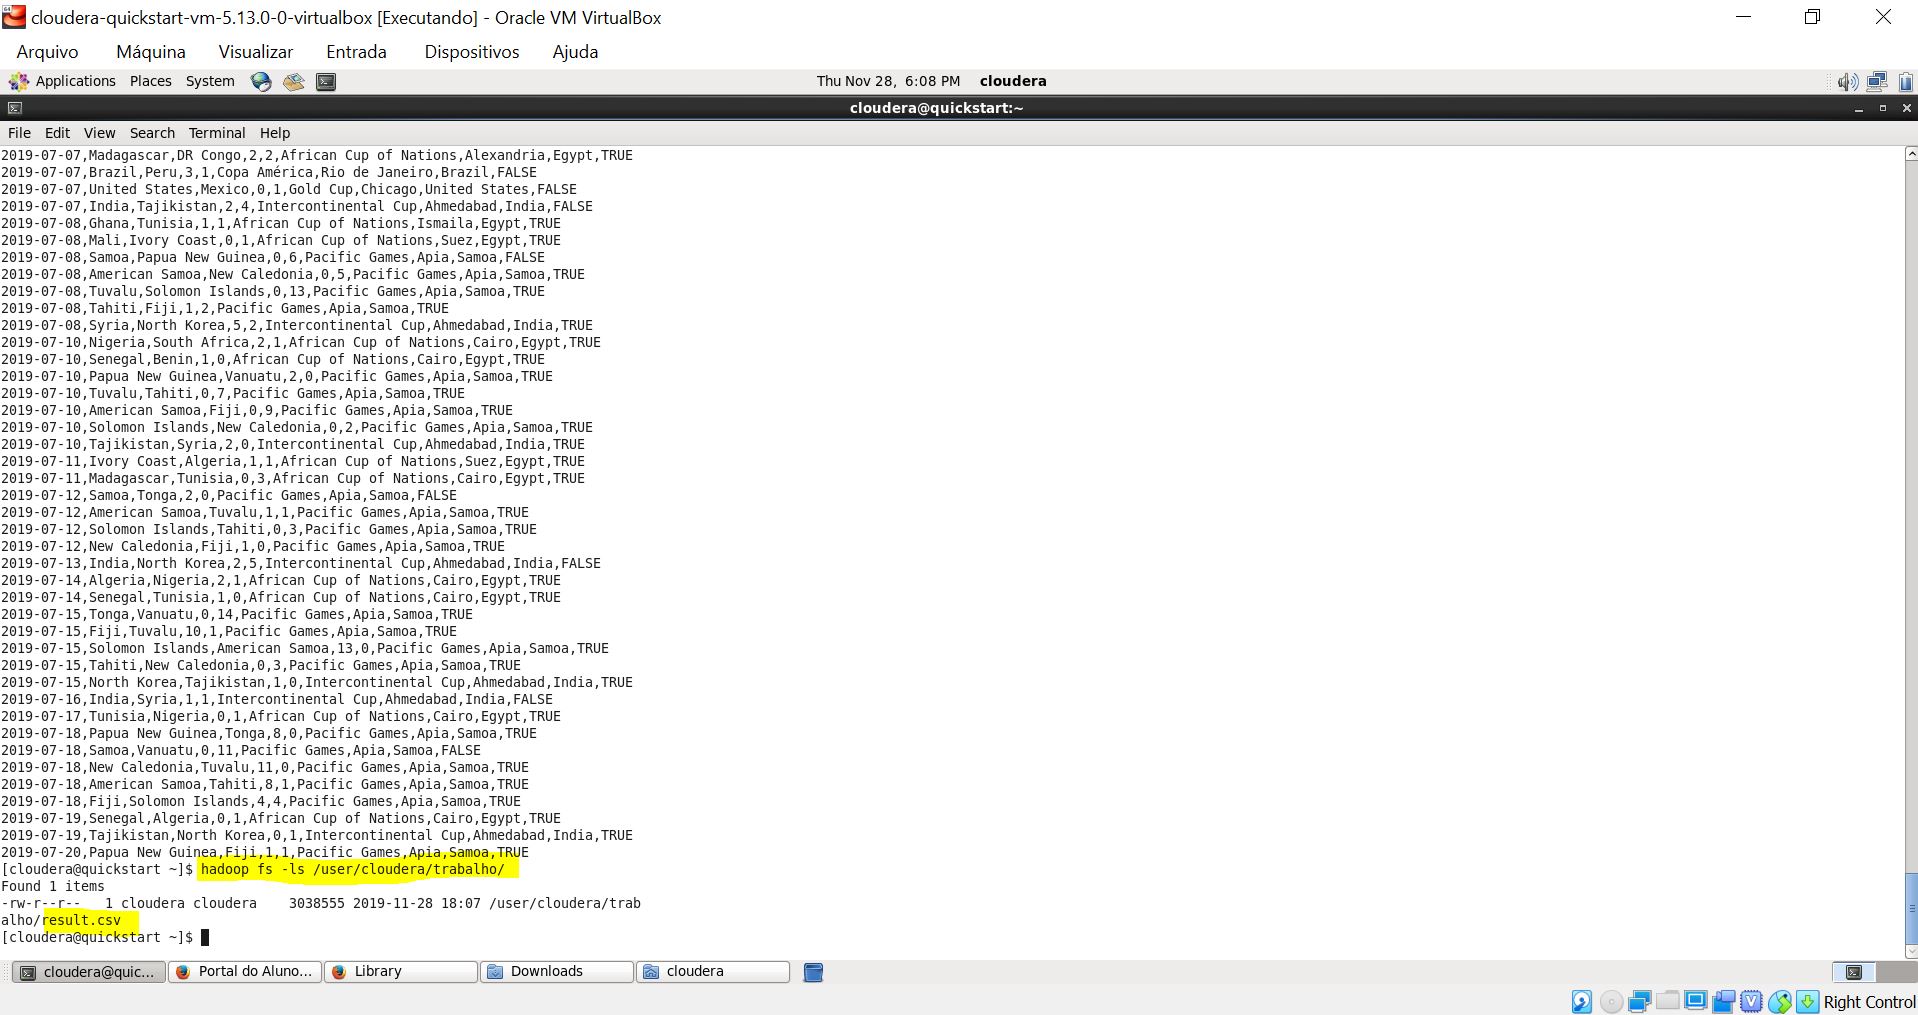 cloudera-quickstart-vm-5.13.0-0-virtualbox [Executando] - Oracle VM VirtualBox
Arquivo Máquina Visualizar Entrada Dispositivos Ajuda
Applications Places System Thu Nov 28, 6:08 PM cloudera
cloudera@quickstart:~
File Edit View Search Terminal Help
2019-07-07,Madagascar,DR Congo,2,2,African Cup of Nations,Alexandria,Egypt,TRUE
2019-07-07,Brazil,Peru,3,1,Copa América,Rio de Janeiro,Brazil,FALSE
2019-07-07,United States,Mexico,0,1,Gold Cup,Chicago,United States,FALSE
2019-07-07,India,Tajikistan,2,4,Intercontinental Cup,Ahmedabad,India,FALSE
2019-07-08,Ghana,Tunisia,1,1,African Cup of Nations,Ismaila,Egypt,TRUE
2019-07-08,Mali,Ivory Coast,0,1,African Cup of Nations,Suez,Egypt,TRUE
2019-07-08,Samoa,Papua New Guinea,0,6,Pacific Games,Apia,Samoa,FALSE
2019-07-08,American Samoa,New Caledonia,0,5,Pacific Games,Apia,Samoa,TRUE
2019-07-08,Tuvalu,Solomon Islands,0,13,Pacific Games,Apia,Samoa,TRUE
2019-07-08,Tahiti,Fiji,1,2,Pacific Games,Apia,Samoa,TRUE
2019-07-08,Syria,North Korea,5,2,Intercontinental Cup,Ahmedabad,India,TRUE
2019-07-10,Nigeria,South Africa,2,1,African Cup of Nations,Cairo,Egypt,TRUE
2019-07-10,Senegal,Benin,1,0,African Cup of Nations,Cairo,Egypt,TRUE
2019-07-10,Papua New Guinea,Vanuatu,2,0,Pacific Games,Apia,Samoa,TRUE
2019-07-10,Tuvalu,Tahiti,0,7,Pacific Games,Apia,Samoa,TRUE
2019-07-10,American Samoa,Fiji,0,9,Pacific Games,Apia,Samoa,TRUE
2019-07-10,Solomon Islands,New Caledonia,0,2,Pacific Games,Apia,Samoa,TRUE
2019-07-10,Tajikistan,Syria,2,0,Intercontinental Cup,Ahmedabad,India,TRUE
2019-07-11,Ivory Coast,Algeria,1,1,African Cup of Nations,Suez,Egypt,TRUE
2019-07-11,Madagascar,Tunisia,0,3,African Cup of Nations,Cairo,Egypt,TRUE
2019-07-12,Samoa,Tonga,2,0,Pacific Games,Apia,Samoa,FALSE
2019-07-12,American Samoa,Tuvalu,1,1,Pacific Games,Apia,Samoa,TRUE
2019-07-12,Solomon Islands,Tahiti,0,3,Pacific Games,Apia,Samoa,TRUE
2019-07-12,New Caledonia,Fiji,1,0,Pacific Games,Apia,Samoa,TRUE
2019-07-13,India,North Korea,2,5,Intercontinental Cup,Ahmedabad,India,FALSE
2019-07-14,Algeria,Nigeria,2,1,African Cup of Nations,Cairo,Egypt,TRUE
2019-07-14,Senegal,Tunisia,1,0,African Cup of Nations,Cairo,Egypt,TRUE
2019-07-15,Tonga,Vanuatu,0,14,Pacific Games,Apia,Samoa,TRUE
2019-07-15,Fiji,Tuvalu,10,1,Pacific Games,Apia,Samoa,TRUE
2019-07-15,Solomon Islands,American Samoa,13,0,Pacific Games,Apia,Samoa,TRUE
2019-07-15,Tahiti,New Caledonia,0,3,Pacific Games,Apia,Samoa,TRUE
2019-07-15,North Korea,Tajikistan,1,0,Intercontinental Cup,Ahmedabad,India,TRUE
2019-07-16,India,Syria,1,1,Intercontinental Cup,Ahmedabad,India,FALSE
2019-07-17,Tunisia,Nigeria,0,1,African Cup of Nations,Cairo,Egypt,TRUE
2019-07-18,Papua New Guinea,Tonga,8,0,Pacific Games,Apia,Samoa,TRUE
2019-07-18,Samoa,Vanuatu,0,11,Pacific Games,Apia,Samoa,FALSE
2019-07-18,New Caledonia,Tuvalu,11,0,Pacific Games,Apia,Samoa,TRUE
2019-07-18,American Samoa,Tahiti,8,1,Pacific Games,Apia,Samoa,TRUE
2019-07-18,Fiji,Solomon Islands,4,4,Pacific Games,Apia,Samoa,TRUE
2019-07-19,Senegal,Algeria,0,1,African Cup of Nations,Cairo,Egypt,TRUE
2019-07-19,Tajikistan,North Korea,0,1,Intercontinental Cup,Ahmedabad,India,TRUE
2019-07-20,Papua New Guinea,Fiji,1,1,Pacific Games,Apia,Samoa,TRUE
[cloudera@quickstart ~]$ hadoop fs -ls /user/cloudera/trabalho/
Found 1 items
-rw-r--r-- 1 cloudera cloudera 3038555 2019-11-28 18:07 /user/cloudera/trab
alho/result.csv
[cloudera@quickstart ~]$
cloudera@quic... Portal do Aluno... Library Downloads cloudera
Right Control